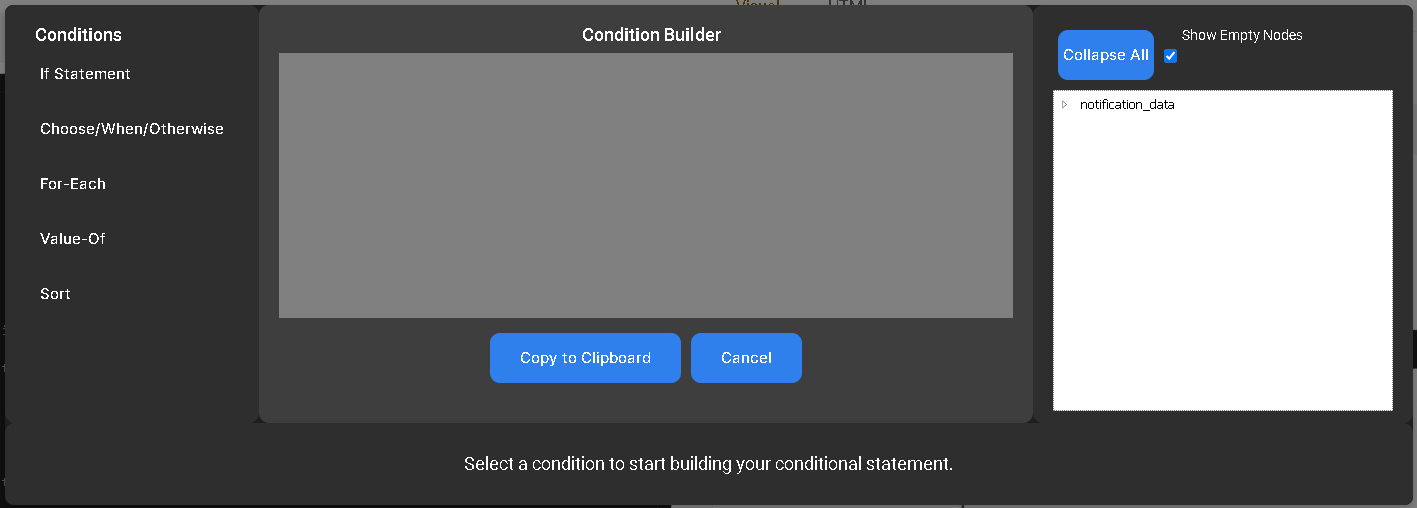 Conditions
If Statement
Choose/When/Otherwise
For-Each
Value-Of
Sort
Condition Builder
Copy to Clipboard
Cancel
Collapse All
Show Empty Nodes
notification_data
Select a condition to start building your conditional statement.